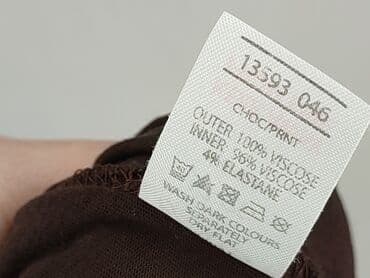 13593 046
CHOC/PRNT
OUTER 100% VISCOSE
INNER: 96% VISCOSE
4% ELASTANE
WASH DARK COLOURS
SEPARATELY
DRY FLAT